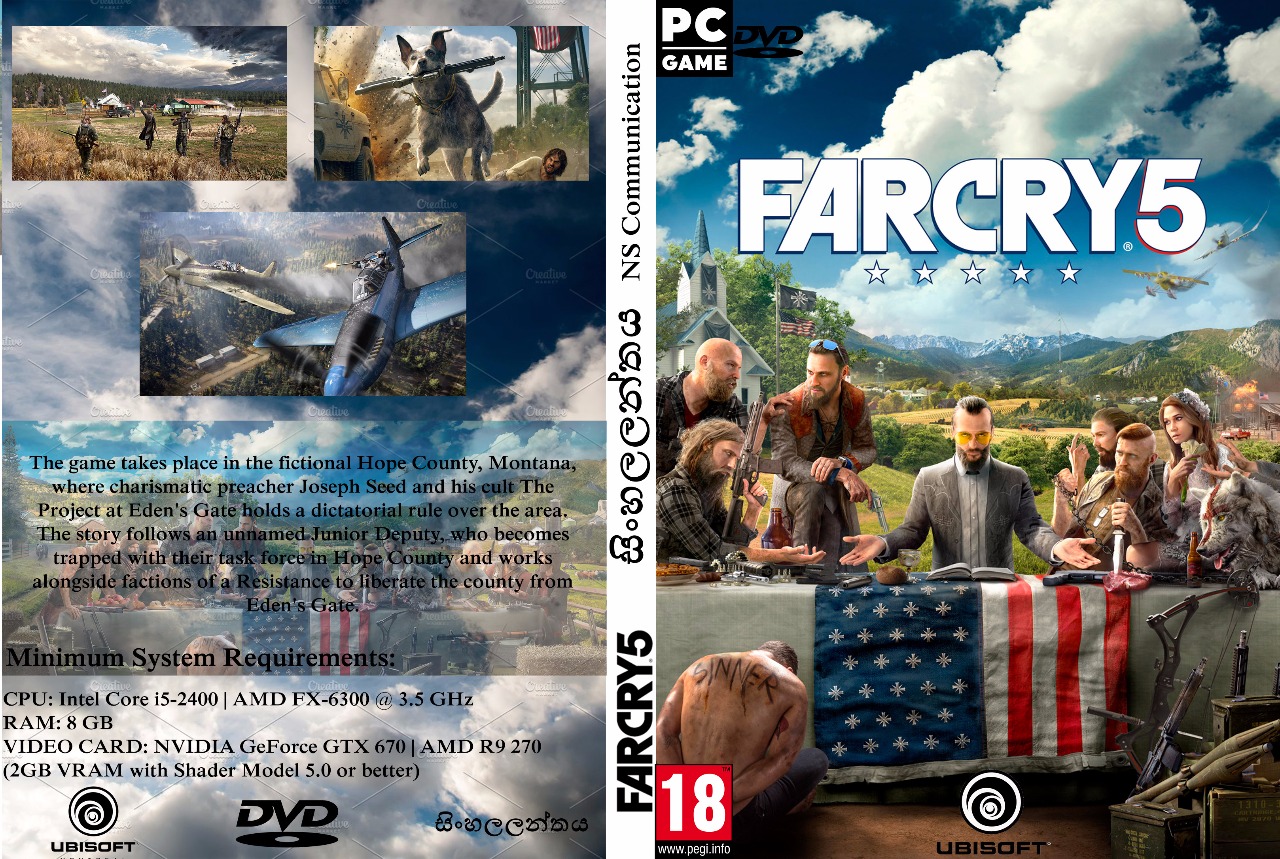 The game takes place in the fictional Hope County, Montana,
where charismatic preacher Joseph Seed and his cult The
Project at Eden's Gate holds a dictatorial rule over the area.
The story follows an unnamed Junior Deputy, who becomes
trapped with their task force in Hope County and works
alongside factions of a Resistance to liberate the county from
Eden's Gate.
Minimum System Requirements:
CPU: Intel Core i5-2400 | AMD FX-6300 @ 3.5 GHz
RAM: 8 GB
VIDEO CARD: NVIDIA GeForce GTX 670 | AMD R9 270
(2GB VRAM with Shader Model 5.0 or better)
UBISOFT
DVD
සිංහලලන්තය
NS Communication
සිංහලලන්තය
FARCRY5
PC
GAME
DVD
FARCRY5®
SINNER
18
www.pegi.info
UBISOFT
Creative
MARKET